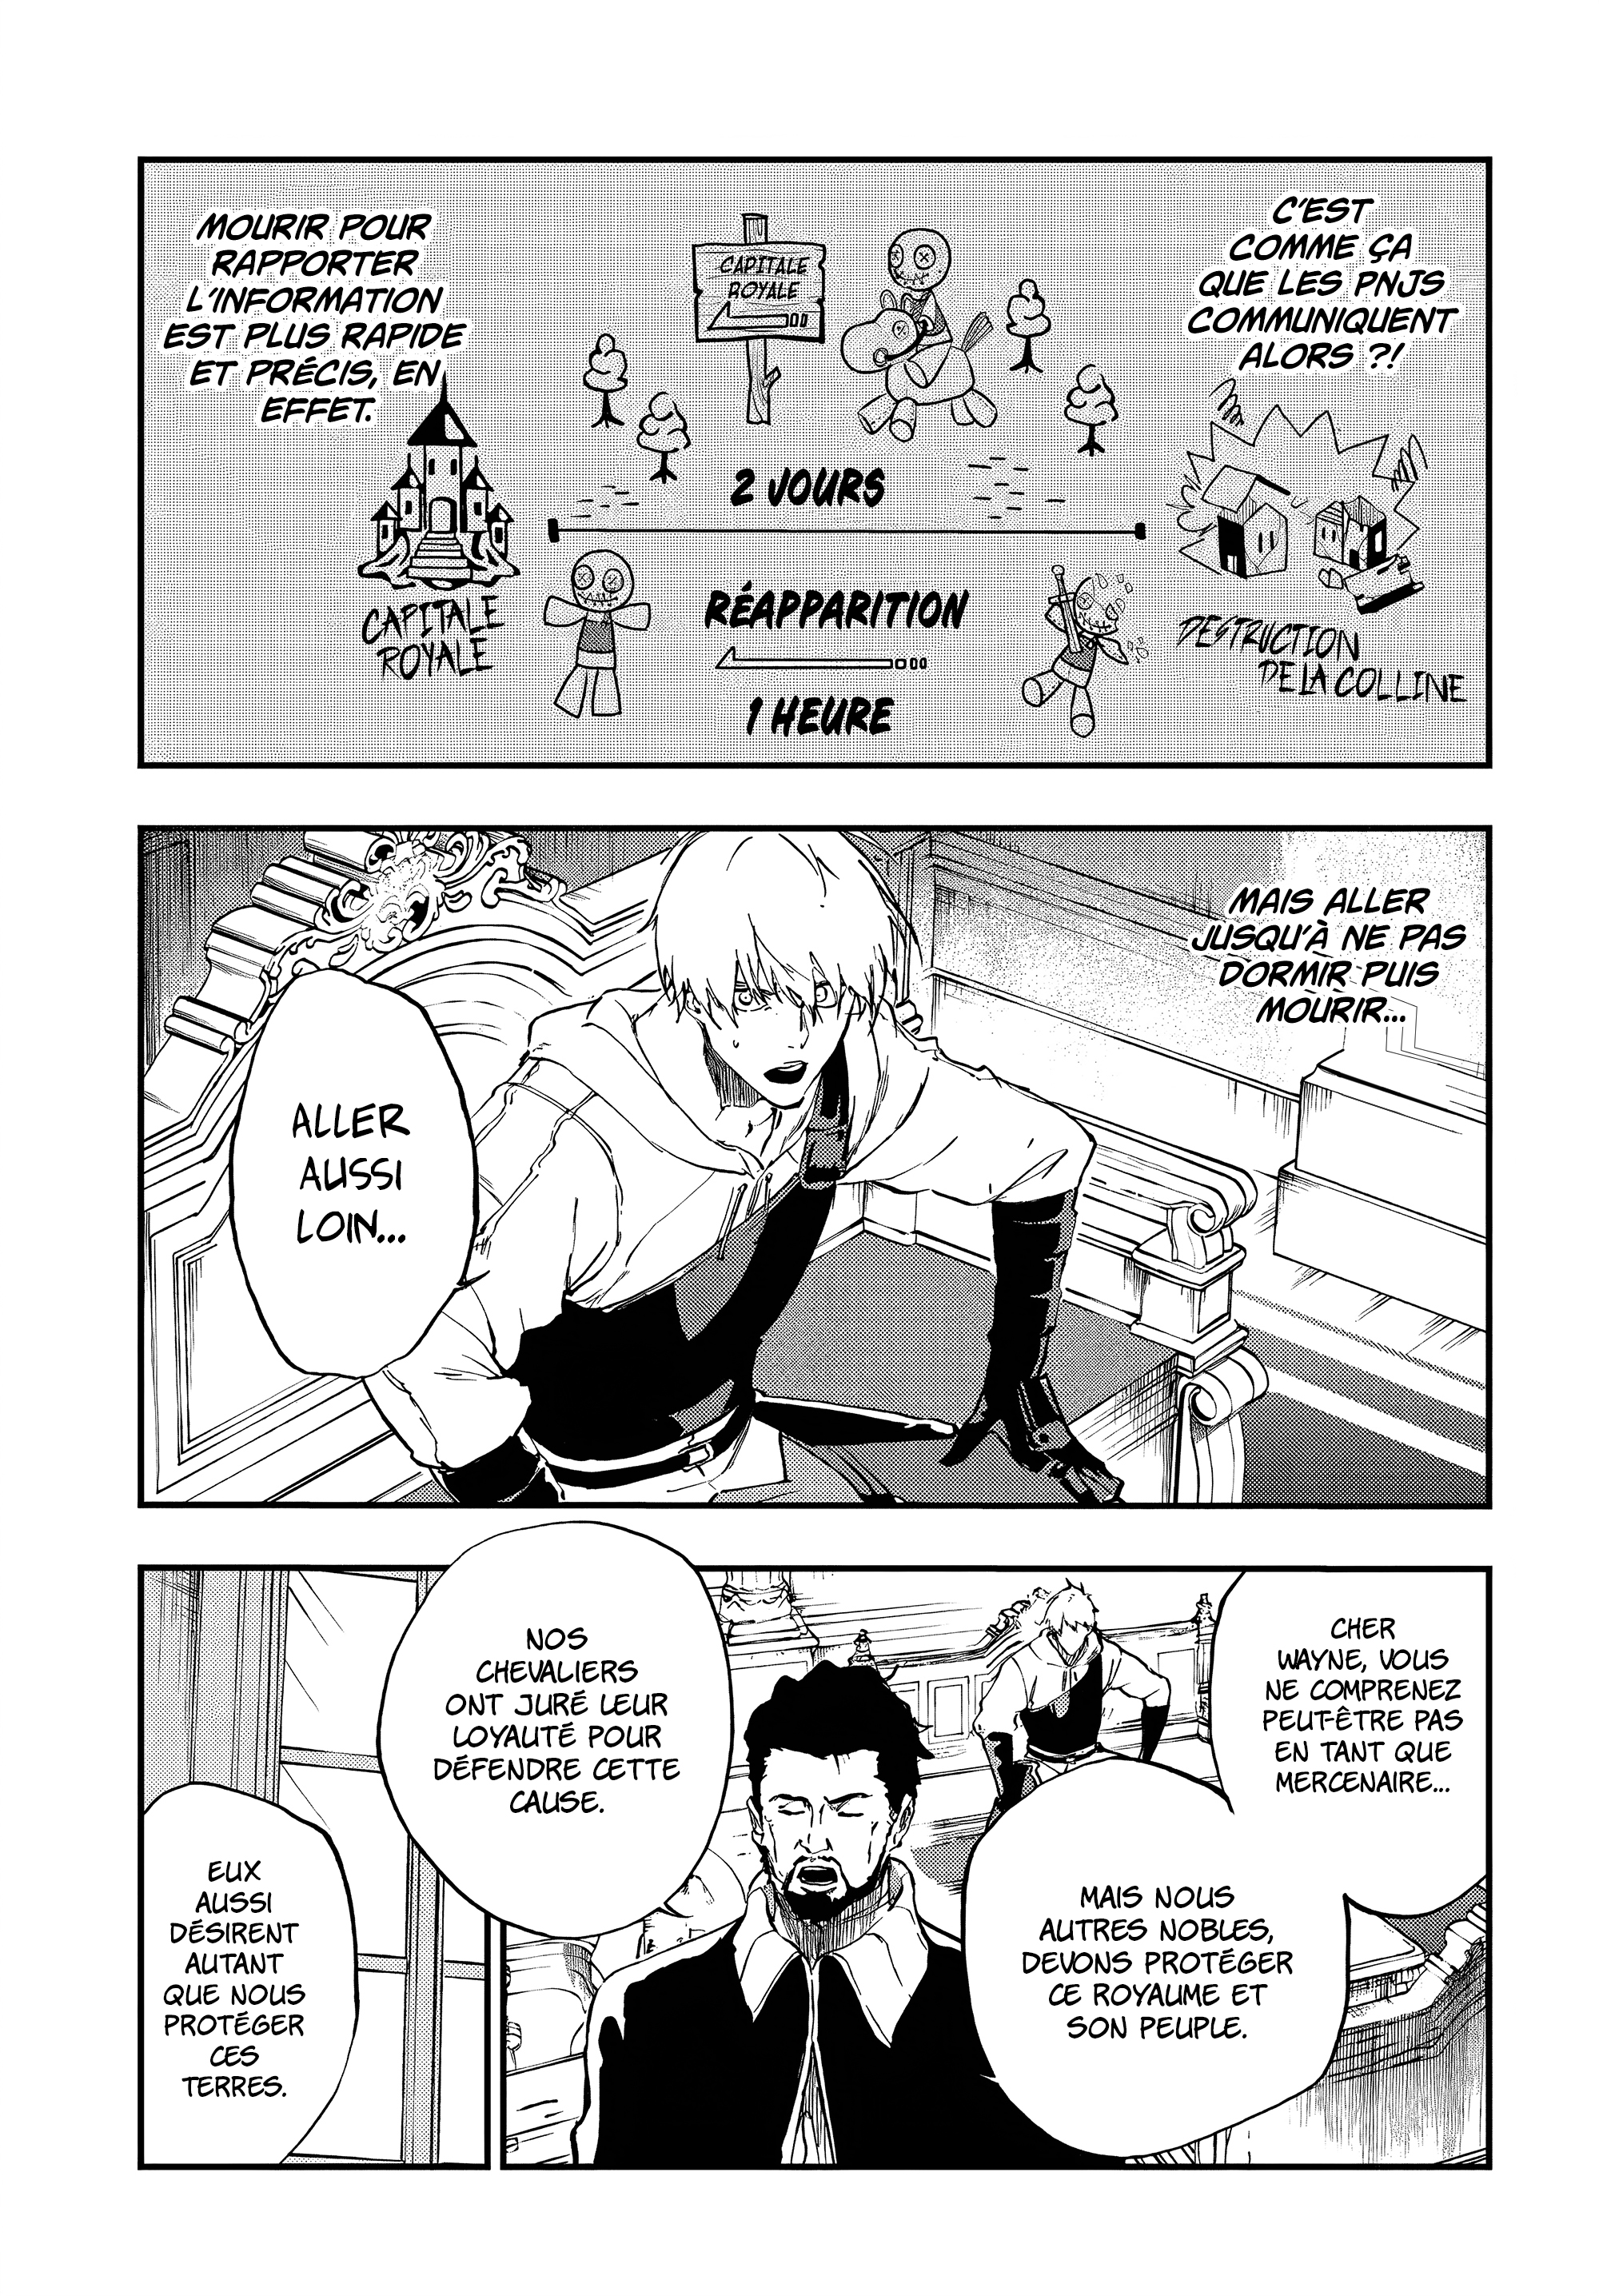 C'EST
COMME ÇA
QUE LES PNJS
COMMUNIQUENT
ALORS ?!
CAPITALE
ROYALE
MOURIR POUR
RAPPORTER
L'INFORMATION
EST PLUS RAPIDE
ET PRÉCIS, EN
EFFET.
2 JOURS
RÉAPPARITION
1 HEURE
DESTRUCTION
DE LA COLLINE
CAPITALE
ROYALE
MAIS ALLER
JUSQU'À NE PAS
DORMIR PUIS
MOURIR...
ALLER
AUSSI
LOIN...
CHER
WAYNE, VOUS
NE COMPRENEZ
PEUT-ÊTRE PAS
EN TANT QUE
MERCENAIRE...
MAIS NOUS
AUTRES NOBLES,
DEVONS PROTÉGER
CE ROYAUME ET
SON PEUPLE.
NOS
CHEVALIERS
ONT JURÉ LEUR
LOYAUTÉ POUR
DÉFENDRE CETTE
CAUSE.
EUX
AUSSI
DÉSIRENT
AUTANT
QUE NOUS
PROTÉGER
CES
TERRES.